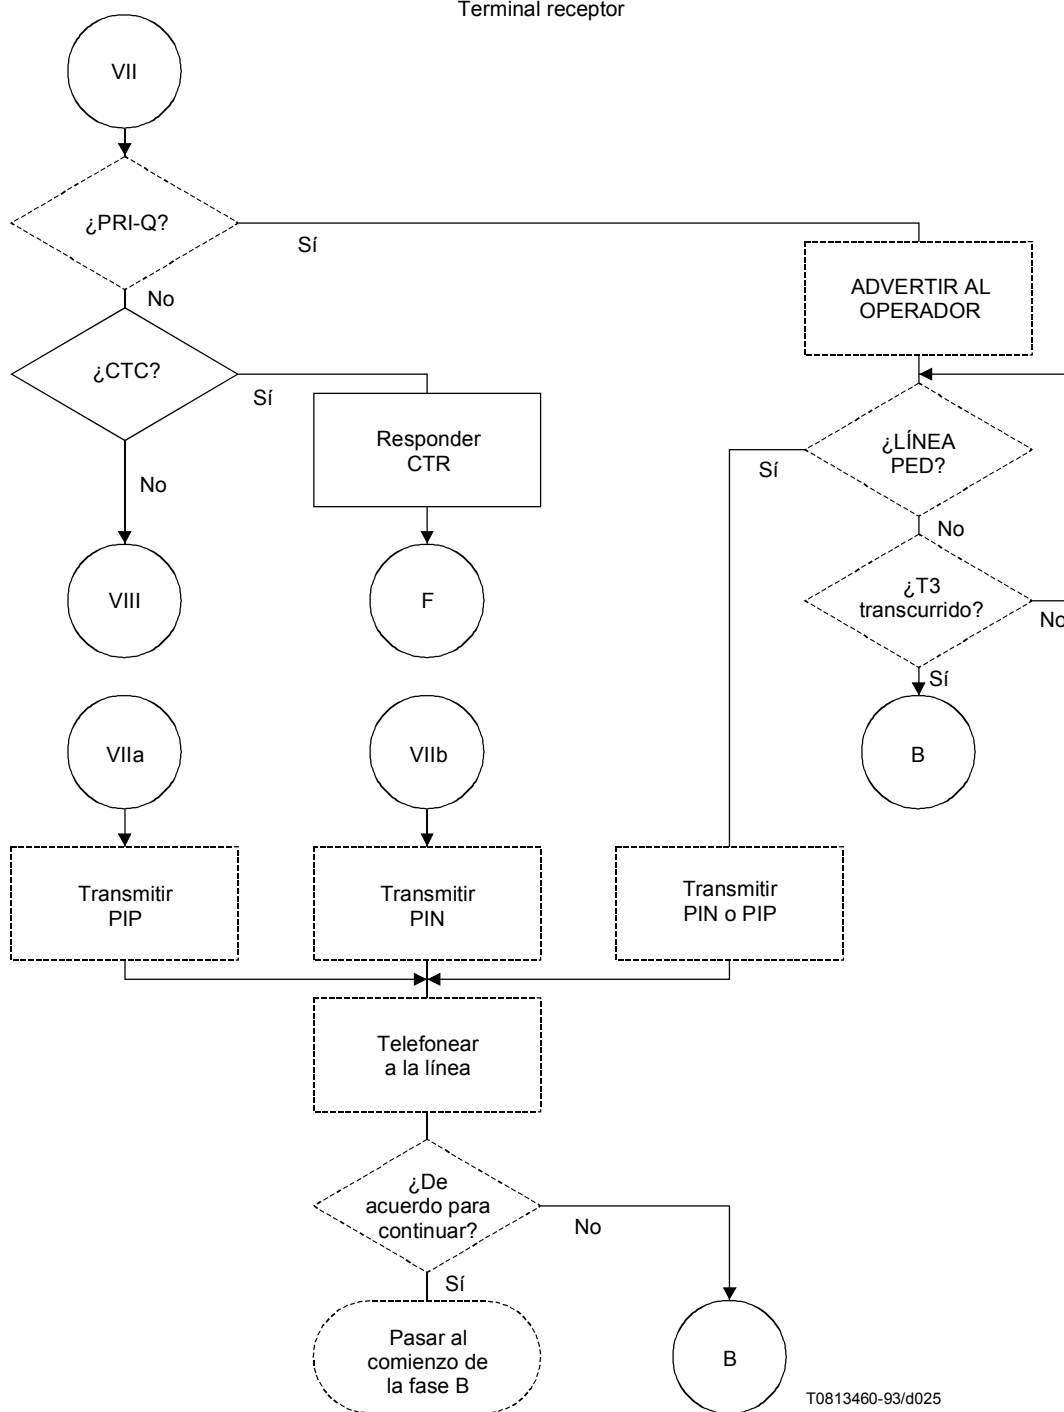 Terminal receptor
VII
¿PRI-Q?
Sí
No
ADVERTIR AL
OPERADOR
¿CTC?
Sí
No
Responder
CTR
¿LÍNEA
PED?
Sí
No
VIII
F
¿T3
transcurrido?
No
Sí
VIIa
VIIb
B
Transmitir
PIP
Transmitir
PIN
Transmitir
PIN o PIP
Telefonear
a la línea
¿De
acuerdo para
continuar?
No
Sí
Pasar al
comienzo de
la fase B
B
T0813460-93/d025